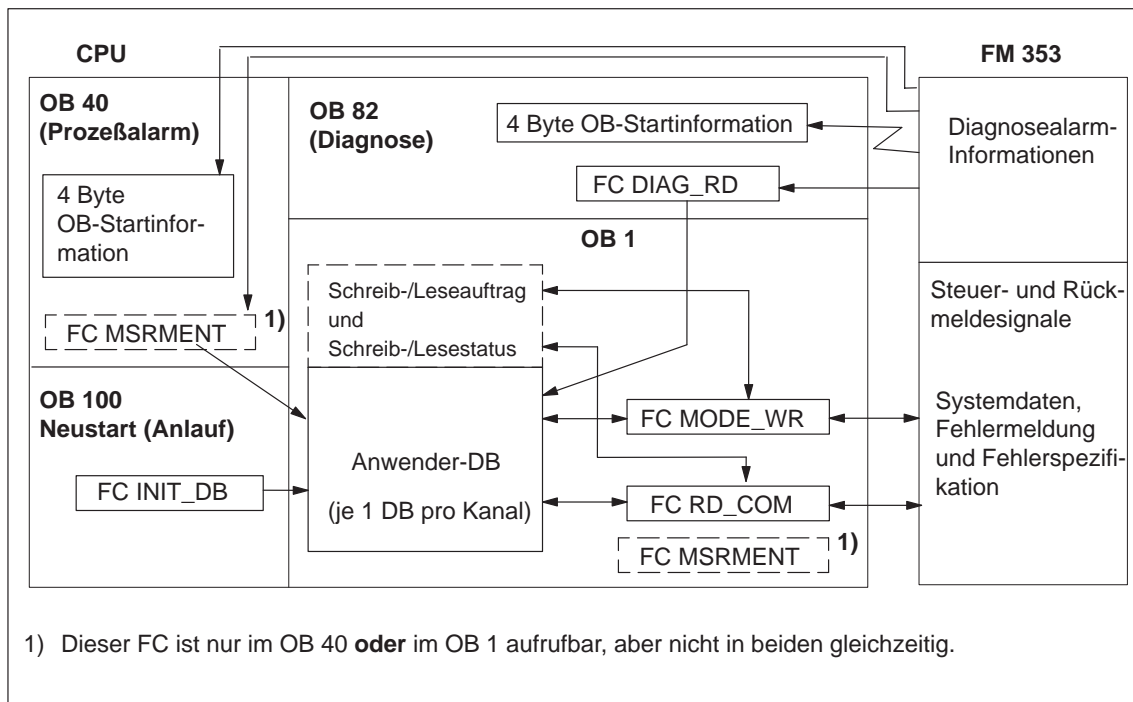 CPU
FM 353
OB 40
(Prozeßalarm)
4 Byte
OB-Startinfor-
mation
FC MSRMENT
1)
OB 100
Neustart (Anlauf)
FC INIT_DB
OB 82
(Diagnose)
4 Byte OB-Startinformation
FC DIAG_RD
OB 1
Schreib-/Leseauftrag
und
Schreib-/Lesestatus
Anwender-DB
(je 1 DB pro Kanal)
FC MODE_WR
FC RD_COM
FC MSRMENT
1)
Diagnosealarm-
Informationen
Steuer- und Rück-
meldesignale
Systemdaten,
Fehlermeldung
und Fehlerspezifi-
kation
1) Dieser FC ist nur im OB 40 oder im OB 1 aufrufbar, aber nicht in beiden gleichzeitig.